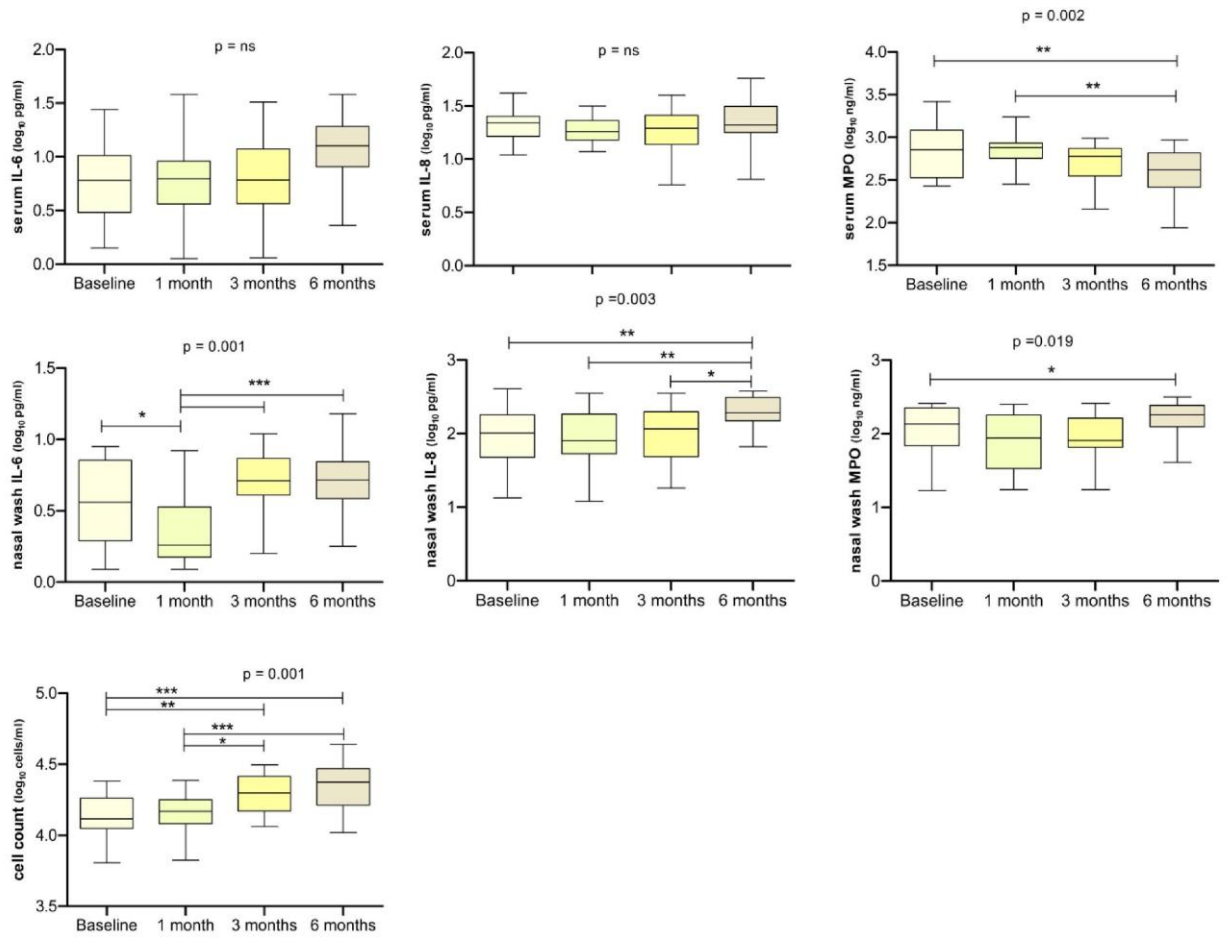 p = ns
serum IL-6 (log₁₀ pg/ml)
2.0
1.5
1.0
0.5
0.0
Baseline 1 month 3 months 6 months
p = ns
serum IL-8 (log₁₀ pg/ml)
2.0
1.5
1.0
0.5
0.0
p = 0.002
**
**
serum MPO (log₁₀ ng/ml)
4.0
3.5
3.0
2.5
2.0
1.5
Baseline 1 month 3 months 6 months
p = 0.001
***
*
nasal wash IL-6 (log₁₀ pg/ml)
1.5
1.0
0.5
0.0
Baseline 1 month 3 months 6 months
p =0.003
**
**
*
nasal wash IL-8 (log₁₀ pg/ml)
3
2
1
0
Baseline 1 month 3 months 6 months
p =0.019
*
nasal wash MPO (log₁₀ ng/ml)
3
2
1
0
Baseline 1 month 3 months 6 months
p = 0.001
***
**
***
*
cell count (log₁₀ cells/ml)
5.0
4.5
4.0
3.5
Baseline 1 month 3 months 6 months